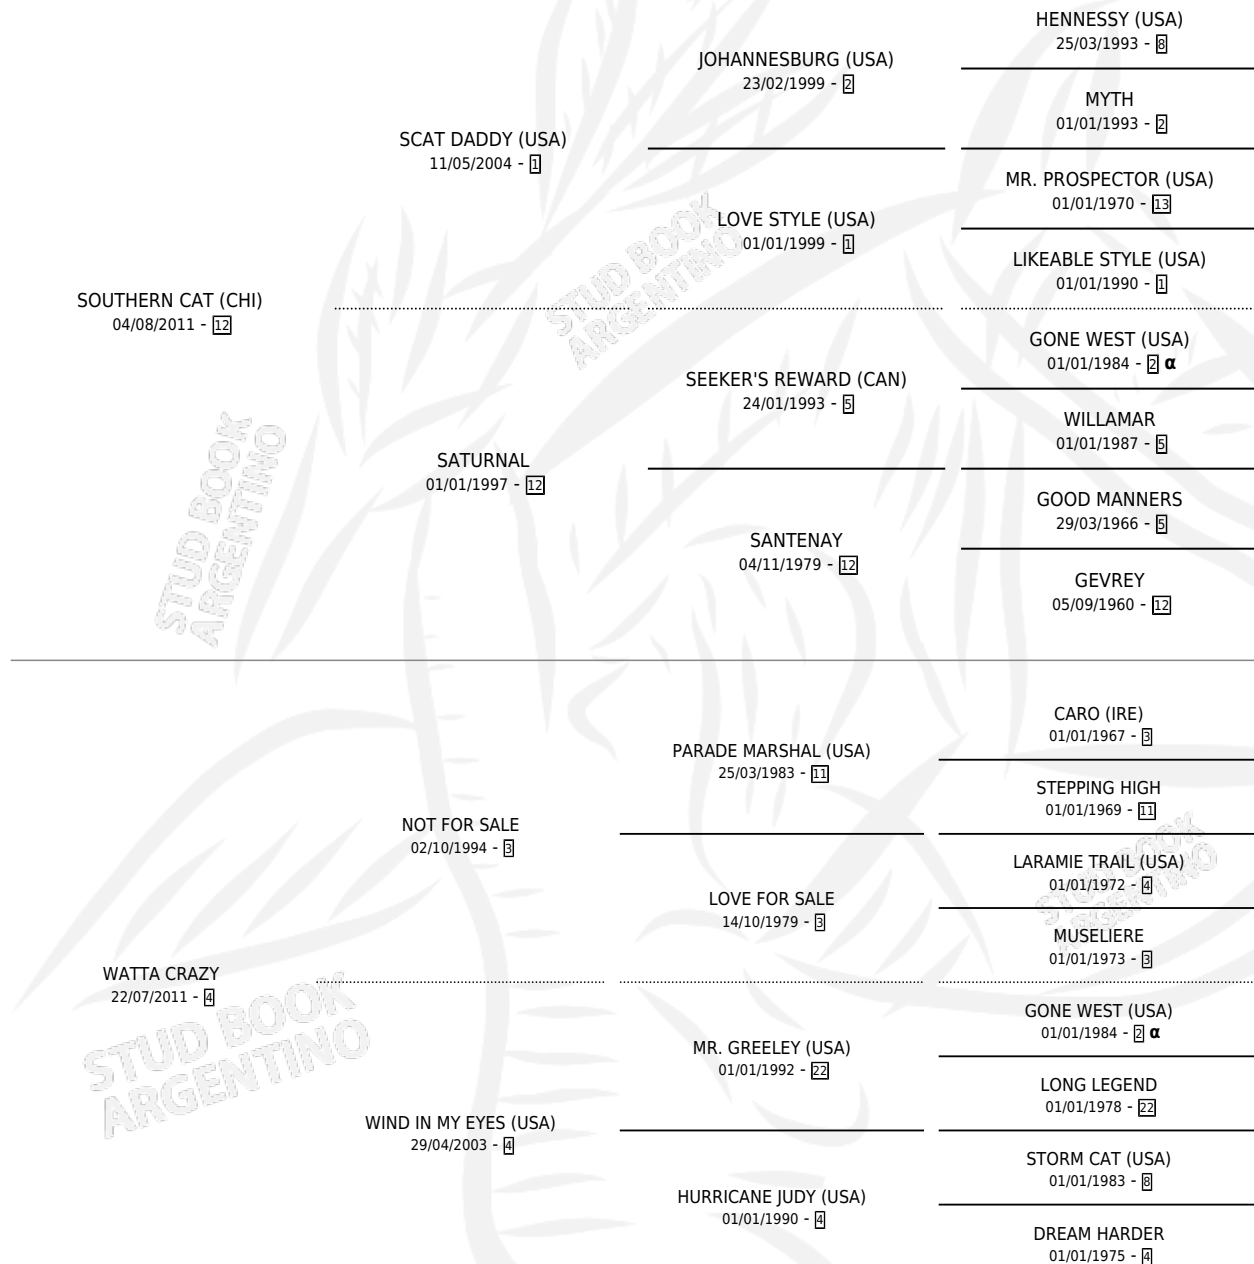 HENNESSY (USA)
25/03/1993 - 8
JOHANNESBURG (USA)
23/02/1999 - 2
MYTH
01/01/1993 - 2
SCAT DADDY (USA)
11/05/2004 - 1
MR. PROSPECTOR (USA)
01/01/1970 - 13
LOVE STYLE (USA)
01/01/1999 - 1
LIKEABLE STYLE (USA)
01/01/1990 - 1
STUD BOOK
ARGENTINO
SOUTHERN CAT (CHI)
04/08/2011 - 12
GONE WEST (USA)
01/01/1984 - 2 α
SEEKER'S REWARD (CAN)
24/01/1993 - 5
WILLAMAR
01/01/1987 - 5
SATURNAL
01/01/1997 - 12
GOOD MANNERS
29/03/1966 - 5
SANTENAY
04/11/1979 - 12
GEVREY
05/09/1960 - 12
STUD BOOK
ARGENTINO
CARO (IRE)
01/01/1967 - 3
PARADE MARSHAL (USA)
25/03/1983 - 11
STEPPING HIGH
01/01/1969 - 11
NOT FOR SALE
02/10/1994 - 3
LARAMIE TRAIL (USA)
01/01/1972 - 4
LOVE FOR SALE
14/10/1979 - 3
MUSELIERE
01/01/1973 - 3
STUD BOOK
ARGENTINO
WATTA CRAZY
22/07/2011 - 4
GONE WEST (USA)
01/01/1984 - 2 α
MR. GREELEY (USA)
01/01/1992 - 22
LONG LEGEND
01/01/1978 - 22
STUD BOOK
ARGENTINO
WIND IN MY EYES (USA)
29/04/2003 - 4
STORM CAT (USA)
01/01/1983 - 8
HURRICANE JUDY (USA)
01/01/1990 - 4
DREAM HARDER
01/01/1975 - 4